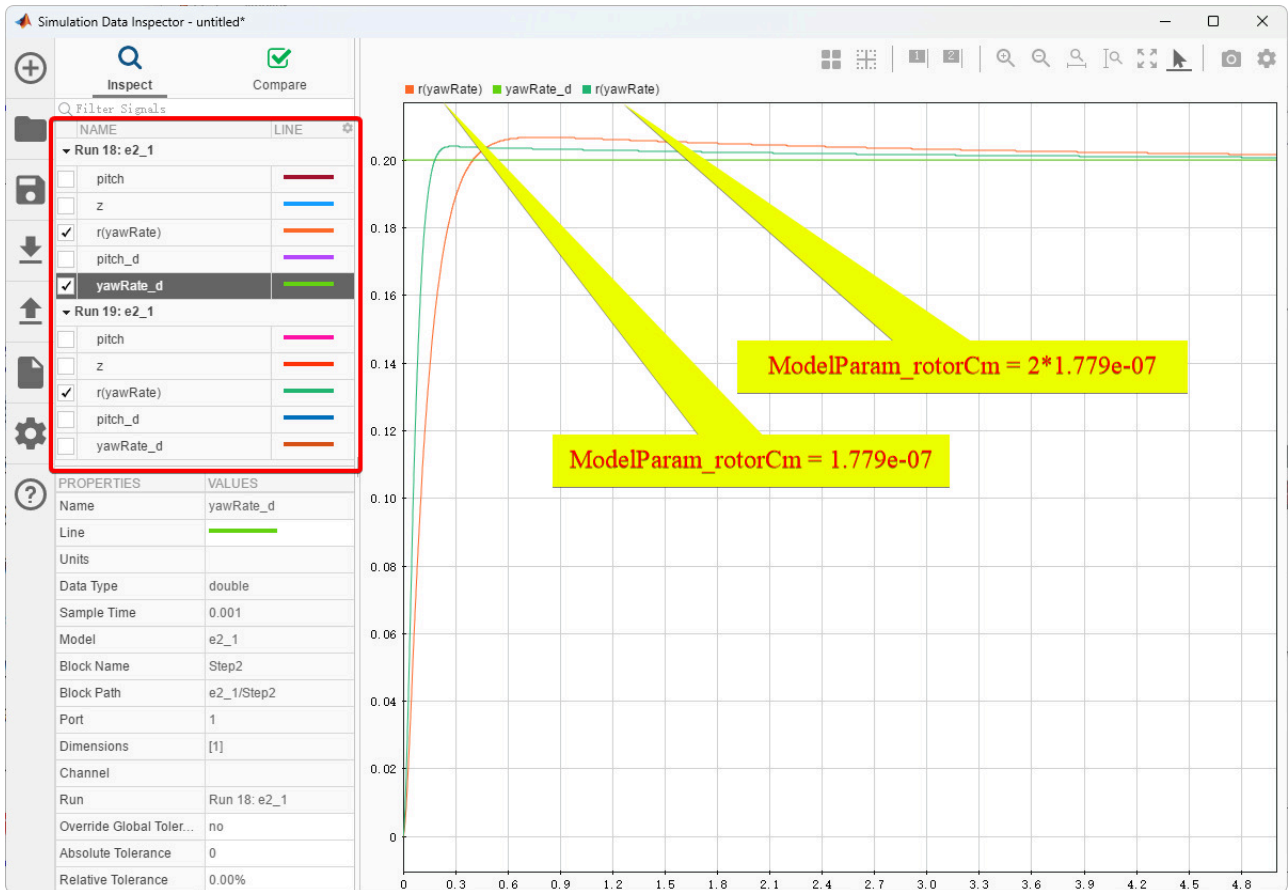 Simulation Data Inspector - untitled*
Inspect
Compare
Filter Signals
NAME LINE
Run 18: e2_1
pitch
z
r(yawRate)
pitch_d
yawRate_d
Run 19: e2_1
pitch
z
r(yawRate)
pitch_d
yawRate_d
PROPERTIES VALUES
Name yawRate_d
Line
Units
Data Type double
Sample Time 0.001
Model e2_1
Block Name Step2
Block Path e2_1/Step2
Port 1
Dimensions [1]
Channel
Run Run 18: e2_1
Override Global Toler... no
Absolute Tolerance 0
Relative Tolerance 0.00%
1 2
r(yawRate) yawRate_d r(yawRate)
0.20
0.18
0.16
0.14
0.12
0.10
0.08
0.06
0.04
0.02
0
ModelParam_rotorCm = 2*1.779e-07
ModelParam_rotorCm = 1.779e-07
0 0.3 0.6 0.9 1.2 1.5 1.8 2.1 2.4 2.7 3.0 3.3 3.6 3.9 4.2 4.5 4.8